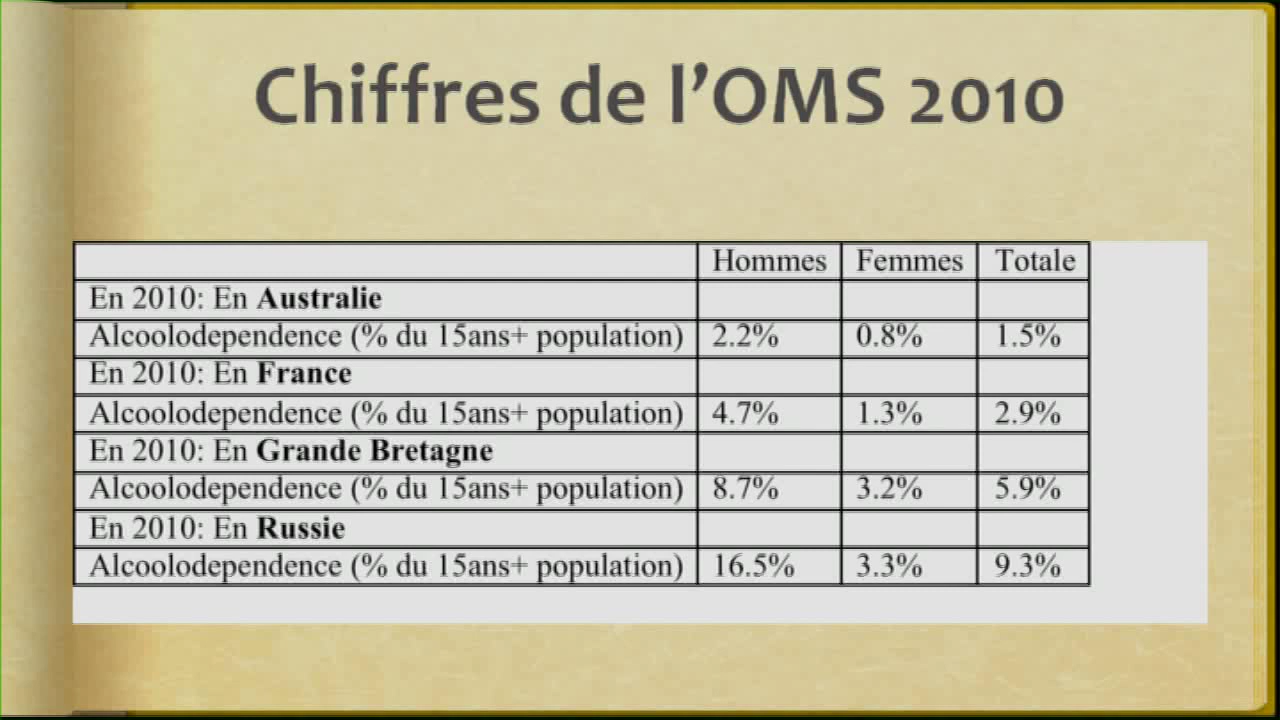 Chiffres de l'OMS 2010
Hommes Femmes Totale
En 2010: En Australie
Alcoolodependence (% du 15ans+ population) 2.2% 0.8% 1.5%
En 2010: En France
Alcoolodependence (% du 15ans+ population) 4.7% 1.3% 2.9%
En 2010: En Grande Bretagne
Alcoolodependence (% du 15ans+ population) 8.7% 3.2% 5.9%
En 2010: En Russie
Alcoolodependence (% du 15ans+ population) 16.5% 3.3% 9.3%